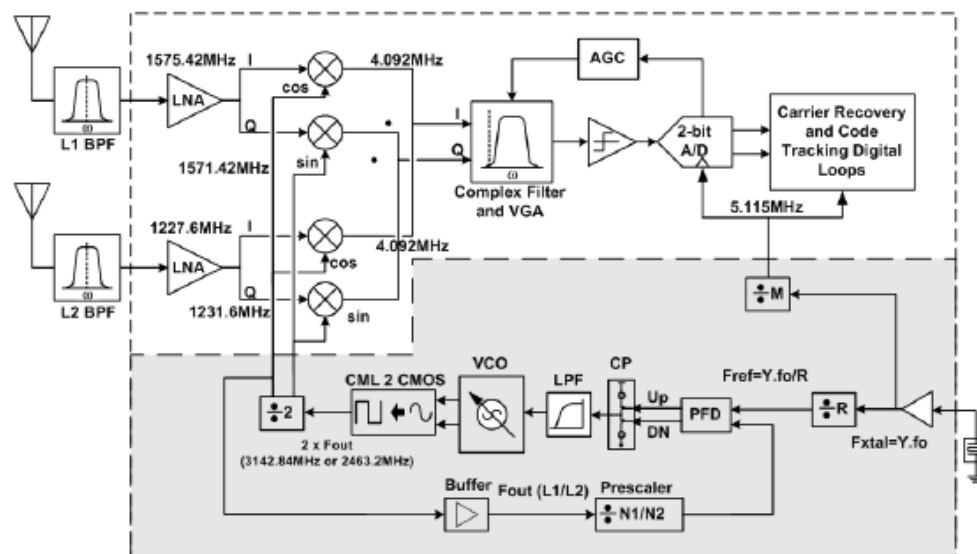 1575.42MHz
I
4.092MHz
AGC
LNA
cos
L1 BPF
ω
Q
1571.42MHz
sin
I
Q
ω
Complex Filter
and VGA
2-bit
A/D
Carrier Recovery
and Code
Tracking Digital
Loops
5.115MHz
1227.6MHz
I
4.092MHz
LNA
cos
L2 BPF
ω
Q
1231.6MHz
sin
÷M
VCO
CP
Fref=Y.fo/R
CML 2 CMOS
LPF
Up
÷2
PFD
÷R
DN
Fxtal=Y.fo
2 x Fout
(3142.84MHz or 2463.2MHz)
Buffer
Fout (L1/L2)
Prescaler
÷ N1/N2